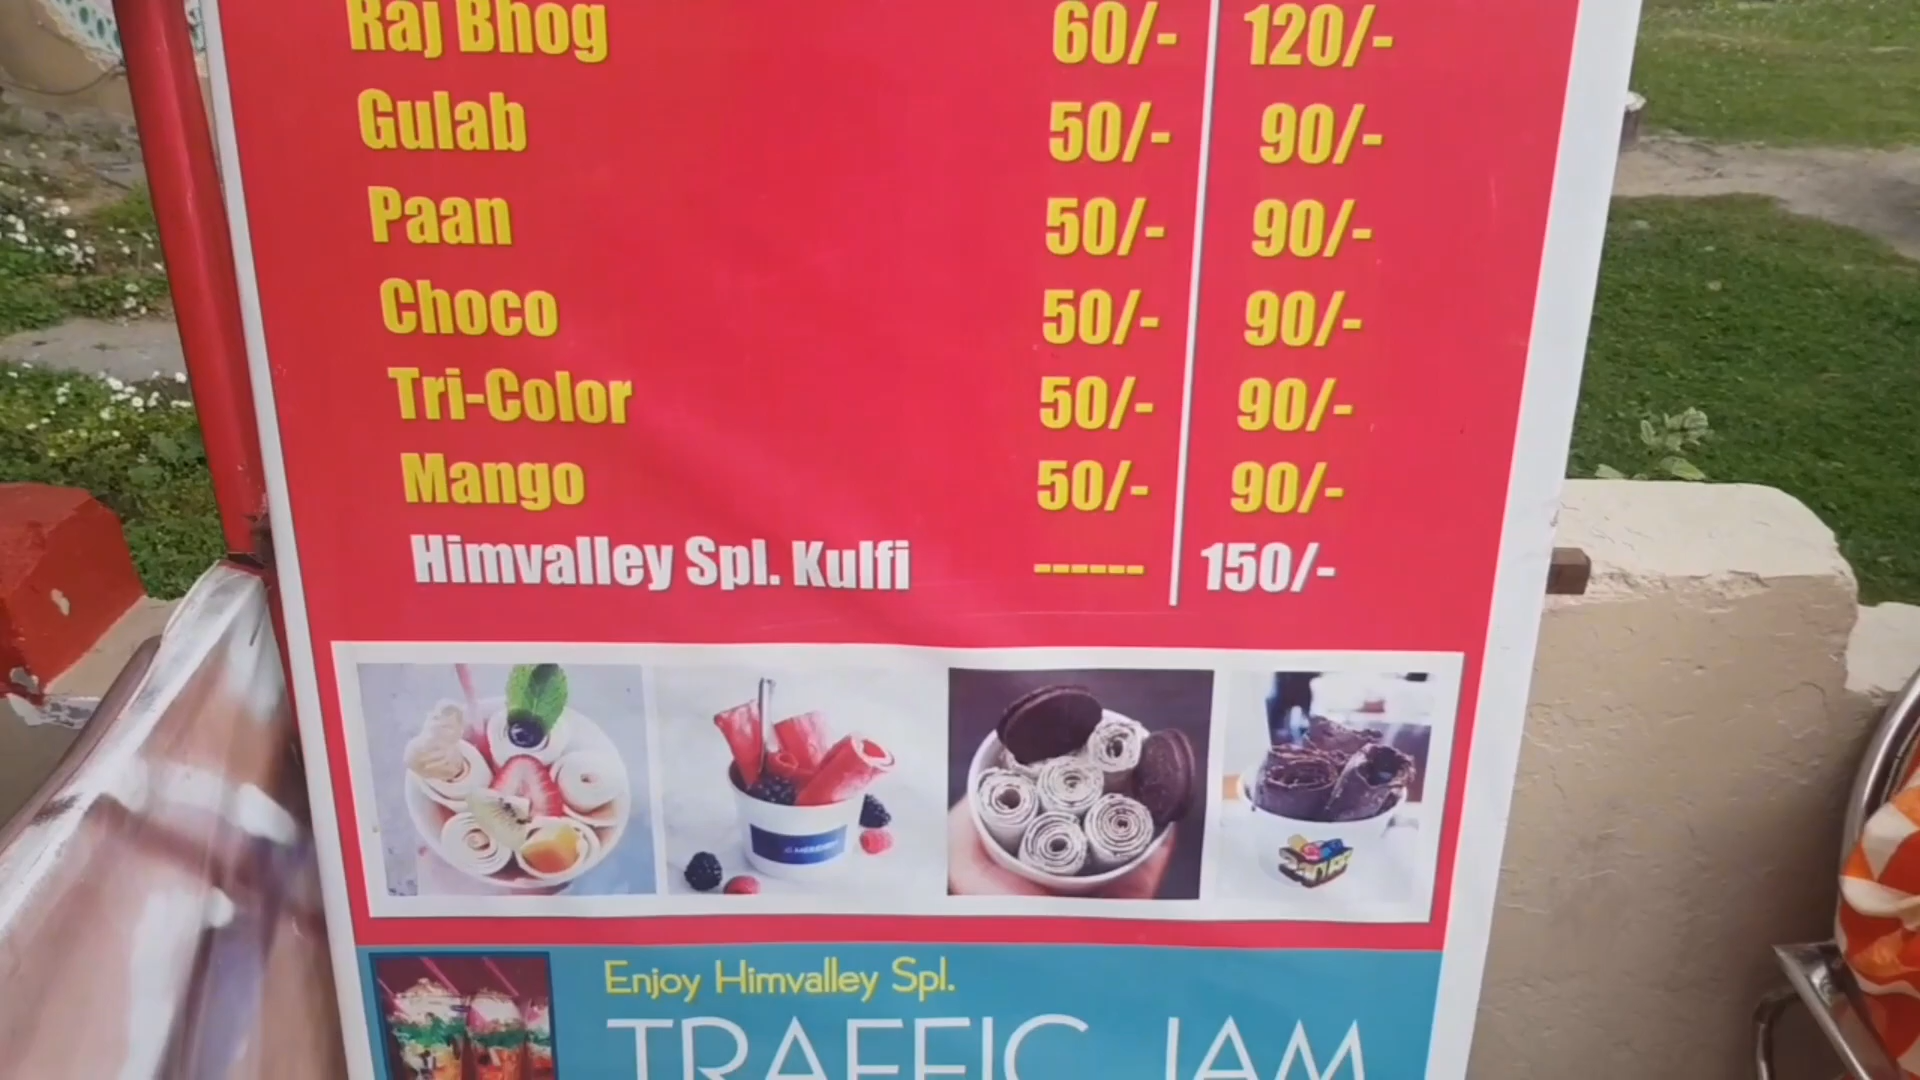 Raj Bhog 60/- 120/-
Gulab 50/- 90/-
Paan 50/- 90/-
Choco 50/- 90/-
Tri-Color 50/- 90/-
Mango 50/- 90/-
Himvalley Spl. Kulfi ------ 150/-
Enjoy Himvalley Spl.
TRAFFIC JAM